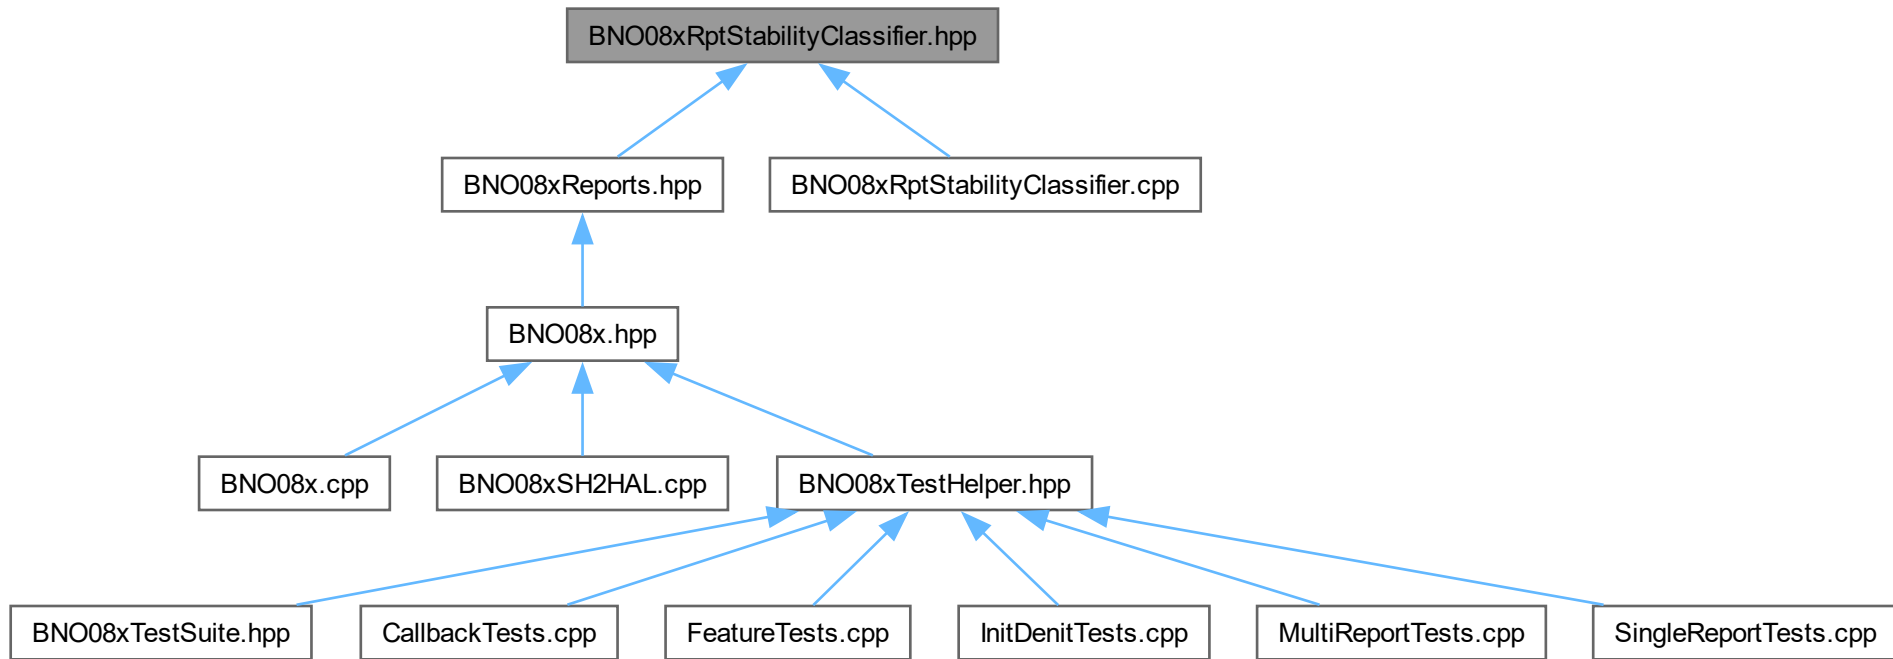 BNO08xRptStabilityClassifier.hpp
BNO08xReports.hpp
BNO08xRptStabilityClassifier.cpp
BNO08x.hpp
BNO08x.cpp
BNO08xSH2HAL.cpp
BNO08xTestHelper.hpp
BNO08xTestSuite.hpp
CallbackTests.cpp
FeatureTests.cpp
InitDenitTests.cpp
MultiReportTests.cpp
SingleReportTests.cpp